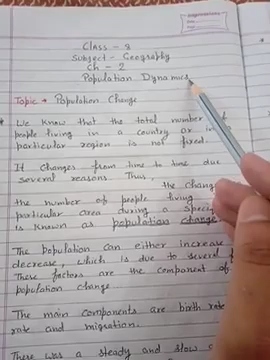 Class - 8
Subject - Geography
Ch - 2
Population Dynamics
Topic → Population Change
We know that the total number
people living in a country or in
particular region is not fixed.
It changes from time to time due
several reasons. Thus,
the change
the number of people living
particular area during a
is known as population change
The population can either increase
decrease, which is due to several
These factors are the component of
population change
The main components are birth rate
rate and migration.
There was a steady and slow